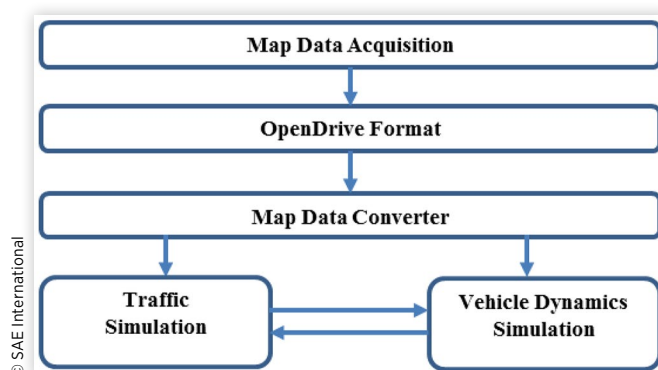 Map Data Acquisition
OpenDrive Format
Map Data Converter
Traffic
Simulation
Vehicle Dynamics
Simulation
© SAE International